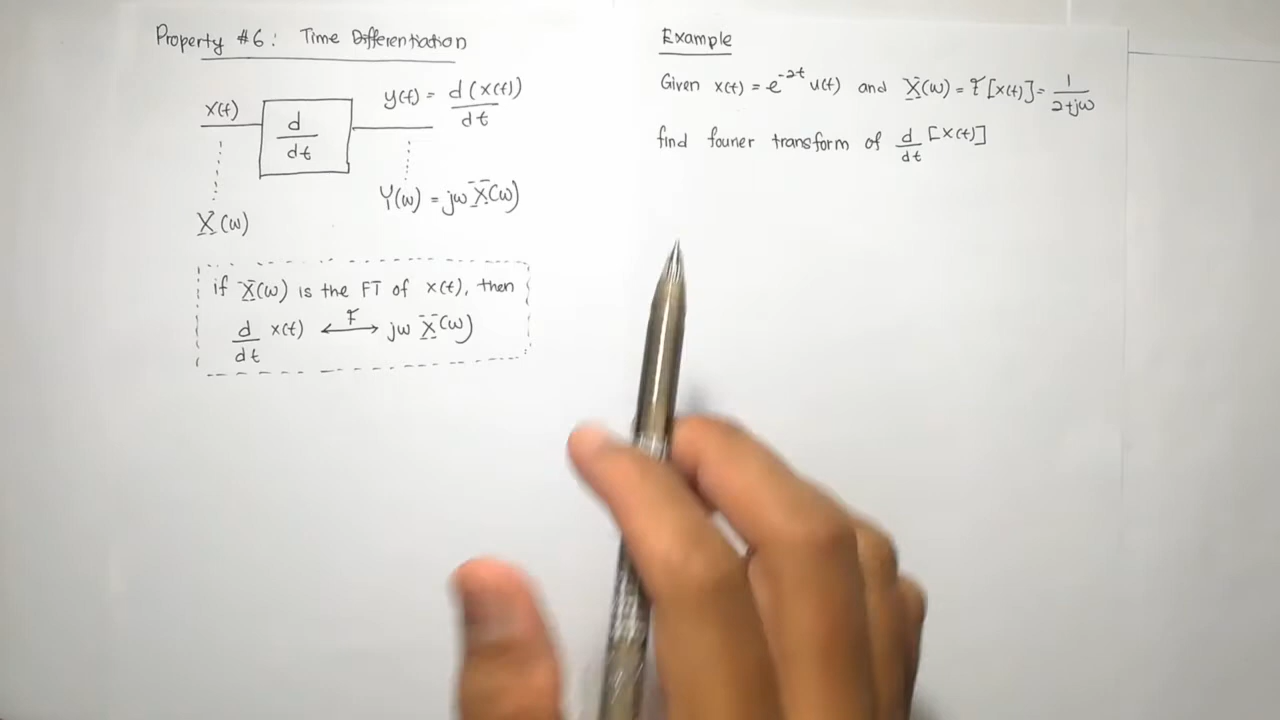 Property #6: Time Differentiation
x(t)
d/dt
y(t) = d(x(t))/dt
X(ω)
Y(ω) = jω X(ω)
if X(ω) is the FT of x(t), then
d/dt x(t) ⟷ℱ jω X(ω)
Example
Given x(t) = e^-2t u(t) and X(ω) = ℱ[x(t)] = 1/2+jω
find fourier transform of d/dt [x(t)]